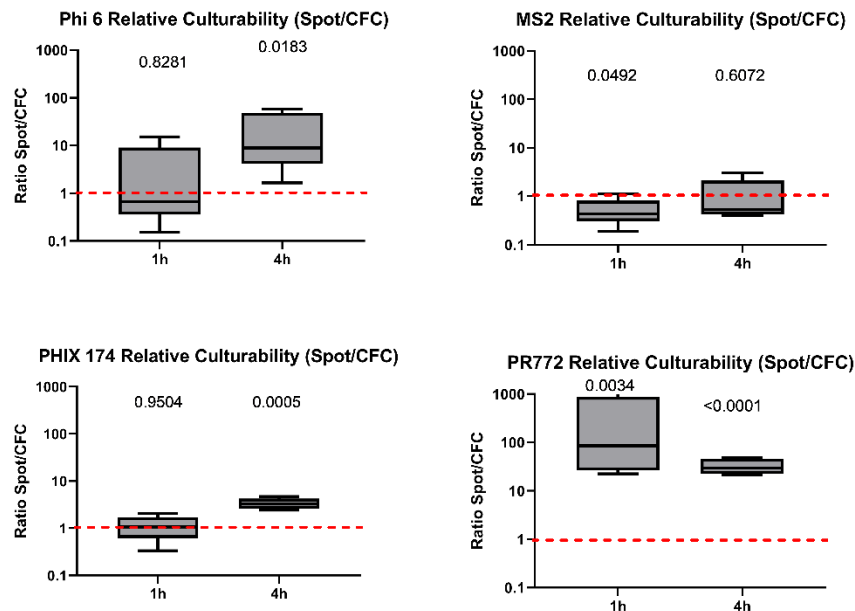 Phi 6 Relative Culturability (Spot/CFC)
Ratio Spot/CFC
1000
100
10
1
0.1
0.8281
0.0183
1h
4h
MS2 Relative Culturability (Spot/CFC)
Ratio Spot/CFC
1000
100
10
1
0.1
0.0492
0.6072
1h
4h
PHIX 174 Relative Culturability (Spot/CFC)
Ratio Spot/CFC
1000
100
10
1
0.1
0.9504
0.0005
1h
4h
PR772 Relative Culturability (Spot/CFC)
Ratio Spot/CFC
1000
100
10
1
0.1
0.0034
<0.0001
1h
4h